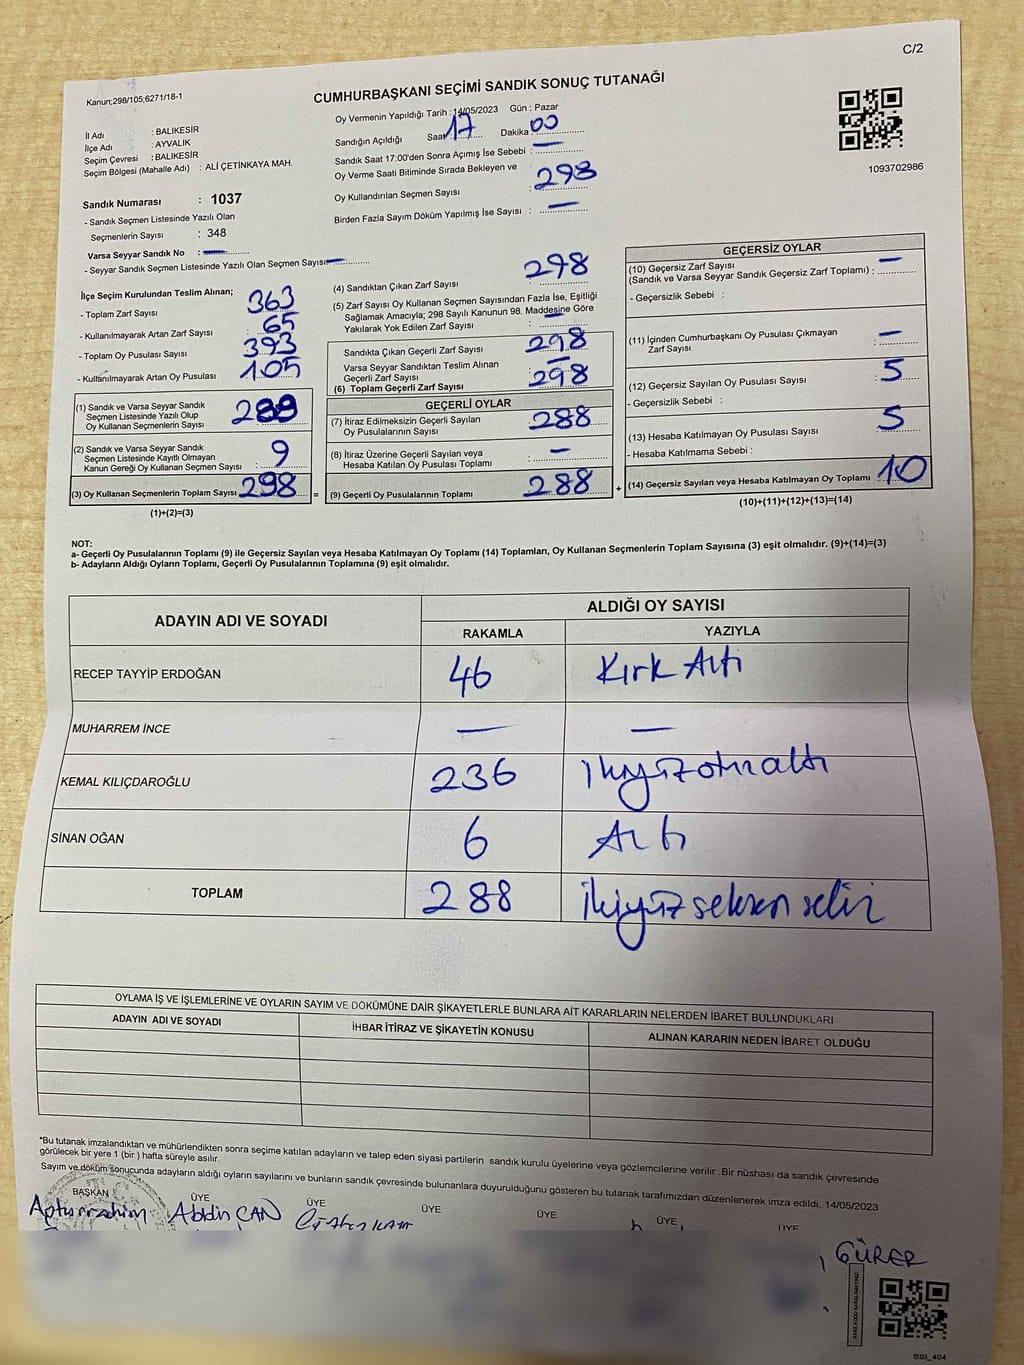 C/2
Kanun;298/105;6271/18-1
CUMHURBAŞKANI SEÇİMİ SANDIK SONUÇ TUTANAĞI
İl Adı : BALIKESİR
İlçe Adı : AYVALIK
Seçim Çevresi : BALIKESİR
Seçim Bölgesi (Mahalle Adı) : ALİ ÇETİNKAYA MAH.
Sandık Numarası : 1037
- Sandık Seçmen Listesinde Yazılı Olan
Seçmenlerin Sayısı : 348
Varsa Seyyar Sandık No : —
- Seyyar Sandık Seçmen Listesinde Yazılı Olan Seçmen Sayısı: —
Oy Vermenin Yapıldığı Tarih : 14/05/2023 Gün : Pazar
Sandığın Açıldığı Saat 17 Dakika 00
Sandık Saat 17:00'den Sonra Açımış İse Sebebi : —
Oy Verme Saati Bitiminde Sırada Bekleyen ve
Oy Kullandırılan Seçmen Sayısı : 298
Birden Fazla Sayım Döküm Yapılmış İse Sayısı : —
1093702986
İlçe Seçim Kurulundan Teslim Alınan;
- Toplam Zarf Sayısı : 363
- Kullanılmayarak Artan Zarf Sayısı : 65
- Toplam Oy Pusulası Sayısı : 393
- Kullanılmayarak Artan Oy Pusulası : 105
(1) Sandık ve Varsa Seyyar Sandık
Seçmen Listesinde Yazılı Olup
Oy Kullanan Seçmenlerin Sayısı : 289
(2) Sandık ve Varsa Seyyar Sandık
Seçmen Listesinde Kayıtlı Olmayan
Kanun Gereği Oy Kullanan Seçmen Sayısı : 9
(3) Oy Kullanan Seçmenlerin Toplam Sayısı : 298 =
(1)+(2)=(3)
(4) Sandıktan Çıkan Zarf Sayısı 298
(5) Zarf Sayısı Oy Kullanan Seçmen Sayısından Fazla İse, Eşitliği
Sağlamak Amacıyla; 298 Sayılı Kanunun 98. Maddesine Göre
Yakılarak Yok Edilen Zarf Sayısı : —
Sandıkta Çıkan Geçerli Zarf Sayısı : 298
Varsa Seyyar Sandıktan Teslim Alınan
Geçerli Zarf Sayısı : —
(6) Toplam Geçerli Zarf Sayısı : 298
GEÇERLİ OYLAR
(7) İtiraz Edilmeksizin Geçerli Sayılan
Oy Pusulalarının Sayısı : 288
(8) İtiraz Üzerine Geçerli Sayılan veya
Hesaba Katılan Oy Pusulası Toplamı : —
(9) Geçerli Oy Pusulalarının Toplamı : 288 +
GEÇERSİZ OYLAR
(10) Geçersiz Zarf Sayısı
(Sandık ve Varsa Seyyar Sandık Geçersiz Zarf Toplamı) : —
- Geçersizlik Sebebi :
(11) İçinden Cumhurbaşkanı Oy Pusulası Çıkmayan
Zarf Sayısı : —
(12) Geçersiz Sayılan Oy Pusulası Sayısı : 5
- Geçersizlik Sebebi :
(13) Hesaba Katılmayan Oy Pusulası Sayısı : 5
- Hesaba Katılmama Sebebi :
(14) Geçersiz Sayılan veya Hesaba Katılmayan Oy Toplamı : 10
(10)+(11)+(12)+(13)=(14)
NOT:
a- Geçerli Oy Pusulalarının Toplamı (9) ile Geçersiz Sayılan veya Hesaba Katılmayan Oy Toplamı (14) Toplamları, Oy Kullanan Seçmenlerin Toplam Sayısına (3) eşit olmalıdır. (9)+(14)=(3)
b- Adayların Aldığı Oyların Toplamı, Geçerli Oy Pusulalarının Toplamına (9) eşit olmalıdır.
ADAYIN ADI VE SOYADI ALDIĞI OY SAYISI
RAKAMLA YAZIYLA
RECEP TAYYİP ERDOĞAN 46 Kırk Altı
MUHARREM İNCE — —
KEMAL KILIÇDAROĞLU 236 ikiyüzotuzaltı
SİNAN OĞAN 6 Altı
TOPLAM 288 ikiyüzseksensekiz
OYLAMA İŞ VE İŞLEMLERİNE VE OYLARIN SAYIM VE DÖKÜMÜNE DAİR ŞİKAYETLERLE BUNLARA AİT KARARLARIN NELERDEN İBARET BULUNDUKLARI
ADAYIN ADI VE SOYADI İHBAR İTİRAZ VE ŞİKAYETİN KONUSU ALINAN KARARIN NEDEN İBARET OLDUĞU
*Bu tutanak imzalandıktan ve mühürlendikten sonra seçime katılan adayların ve talep eden siyasi partilerin sandık kurulu üyelerine veya gözlemcilerine verilir .Bir nüshası da sandık çevresinde
görülecek bir yere 1 (bir ) hafta süreyle asılır.
Sayım ve döküm sonucunda adayların aldığı oyların sayılarını ve bunların sandık çevresinde bulunanlara duyurulduğunu gösteren bu tutanak tarafımızdan düzenlenerek imza edildi. 14/05/2023
BAŞKAN ÜYE ÜYE ÜYE ÜYE ÜYE ÜYE
Abidin CAN
GÜRER
SSI_404